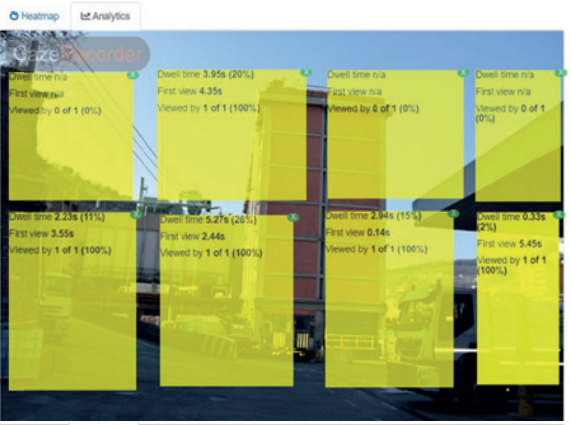 Heatmap
Analytics
GazeRecorder
Dwell time n/a
First view n/a
Viewed by 0 of 1 (0%)
X
Dwell time 3.95s (20%)
First view 4.35s
Viewed by 1 of 1 (100%)
X
Dwell time n/a
First view n/a
Viewed by 0 of 1 (0%)
X
Dwell time n/a
First view n/a
Viewed by 0 of 1
(0%)
X
Dwell time 2.23s (11%)
First view 3.55s
Viewed by 1 of 1 (100%)
X
Dwell time 5.27s (26%)
First view 2.44s
Viewed by 1 of 1 (100%)
X
Dwell time 2.94s (15%)
First view 0.14s
Viewed by 1 of 1 (100%)
X
Dwell time 0.33s
(2%)
First view 5.45s
Viewed by 1 of 1
(100%)
X